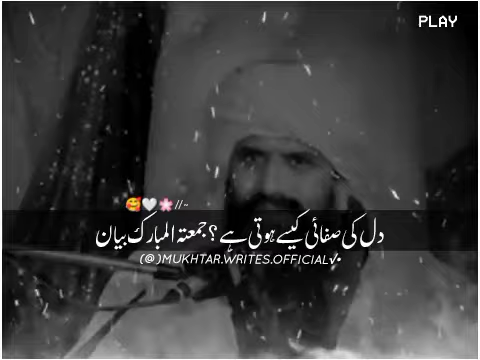 PLAY
~//🌸🤍🥰
دل کی صفائی کیسے ہوتی ہے؟ جمعتہ المبارک بیان
(@)MUKHTAR.WRITES.OFFICIAL✓•